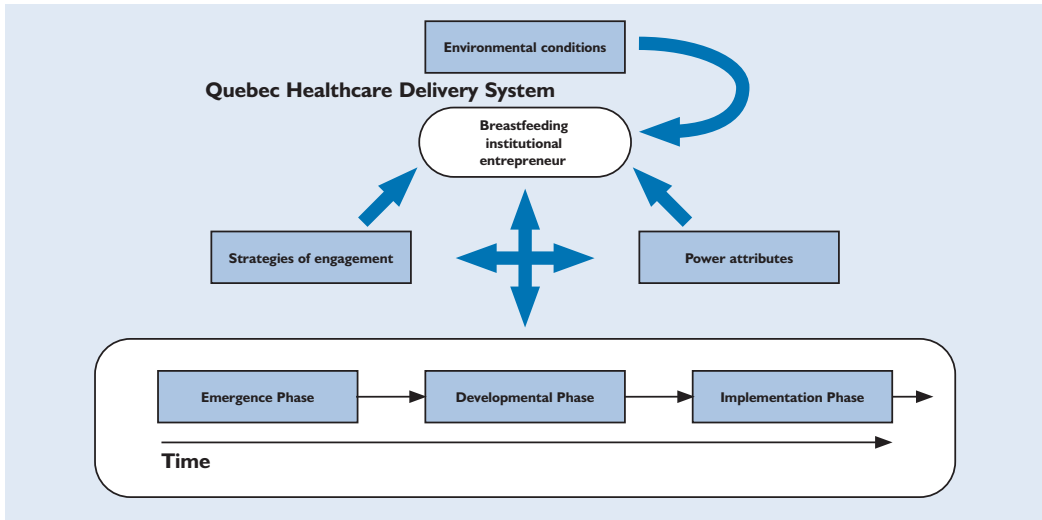 Environmental conditions
Quebec Healthcare Delivery System
Breastfeeding
institutional
entrepreneur
Strategies of engagement
Power attributes
Emergence Phase
Developmental Phase
Implementation Phase
Time